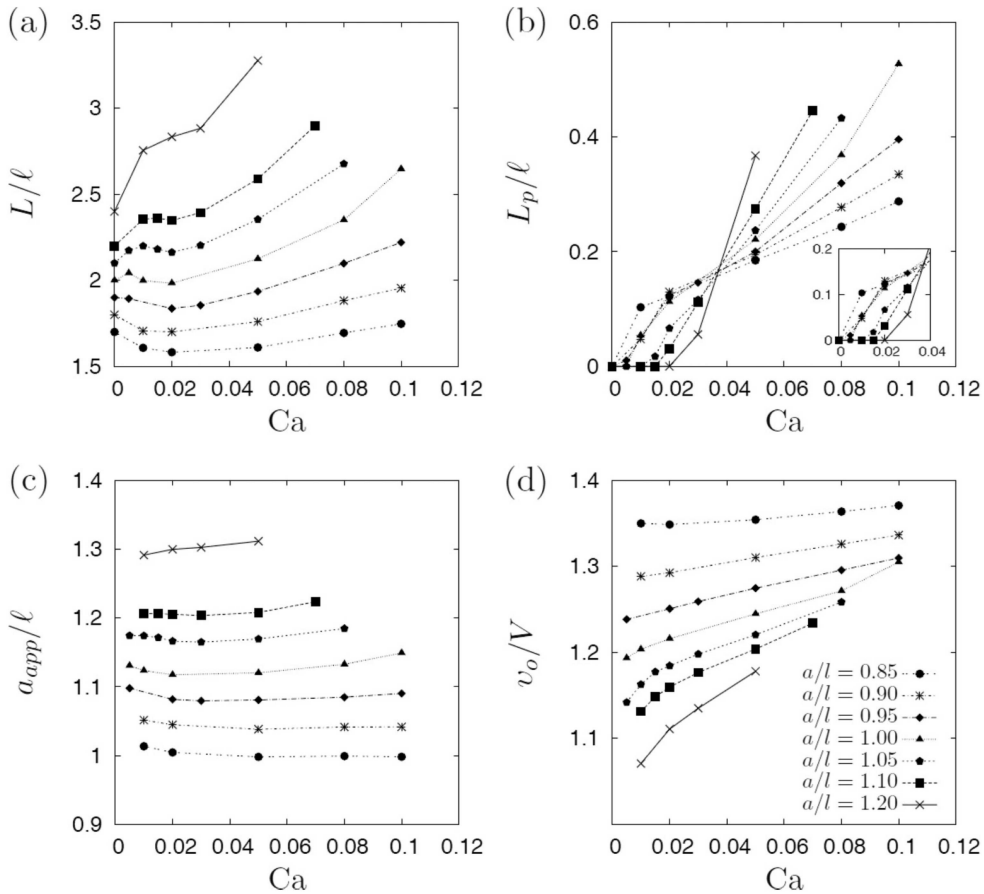 (a)
3.5
3
2.5
2
1.5
L/ℓ
0 0.02 0.04 0.06 0.08 0.1 0.12
Ca
(b)
0.6
0.4
0.2
0
L_p/ℓ
0.2
0.1
0
0 0.02 0.04
0 0.02 0.04 0.06 0.08 0.1 0.12
Ca
(c)
1.4
1.3
1.2
1.1
1
0.9
a_app/ℓ
0 0.02 0.04 0.06 0.08 0.1 0.12
Ca
(d)
1.4
1.3
1.2
1.1
v_o/V
a/l = 0.85
a/l = 0.90
a/l = 0.95
a/l = 1.00
a/l = 1.05
a/l = 1.10
a/l = 1.20
0 0.02 0.04 0.06 0.08 0.1 0.12
Ca